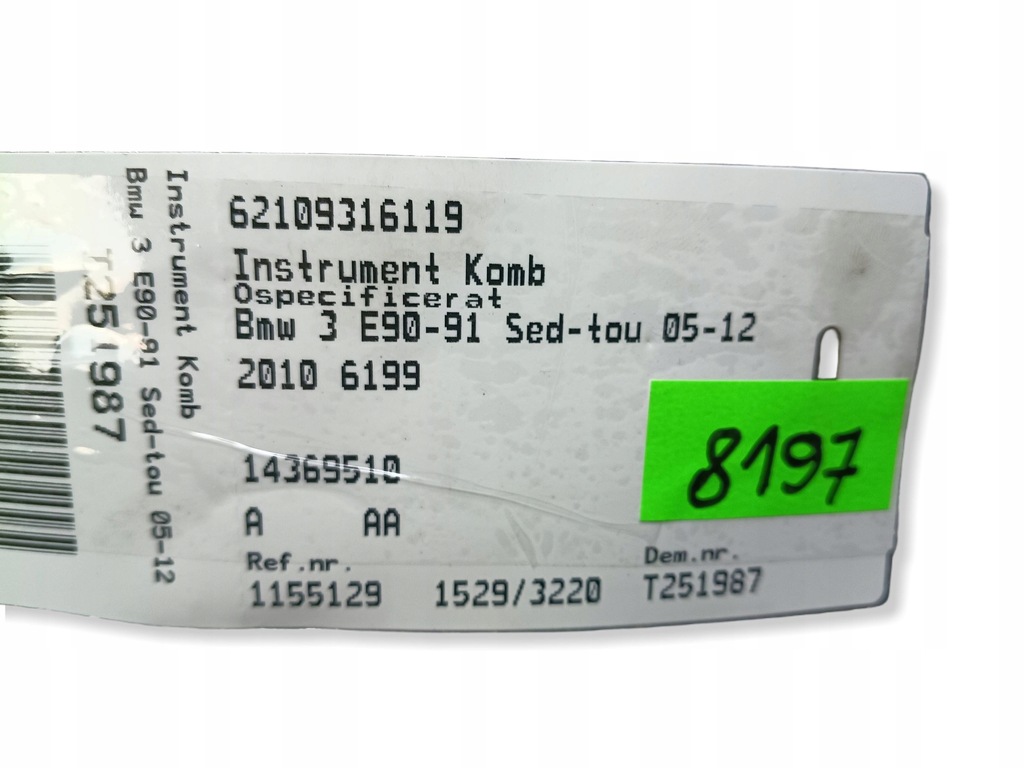 62109316119
Instrument Komb
Ospecificerat
Bmw 3 E90-91 Sed-tou 05-12
2010 6199
14369510
A AA
Ref.nr.
1155129 1529/3220
Dem.nr.
T251987
8197
Instrument Komb
Bmw 3 E90-91 Sed-tou 05-12
T251987